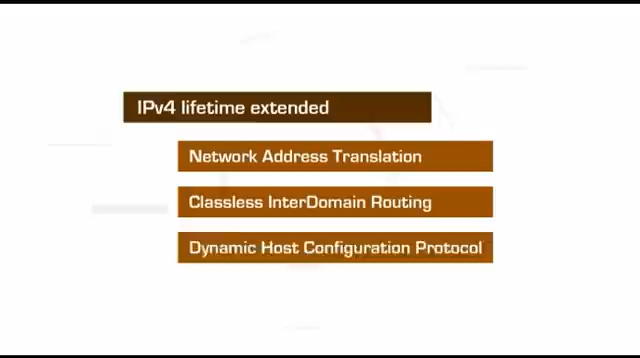 IPv4 lifetime extended
Network Address Translation
Classless InterDomain Routing
Dynamic Host Configuration Protocol